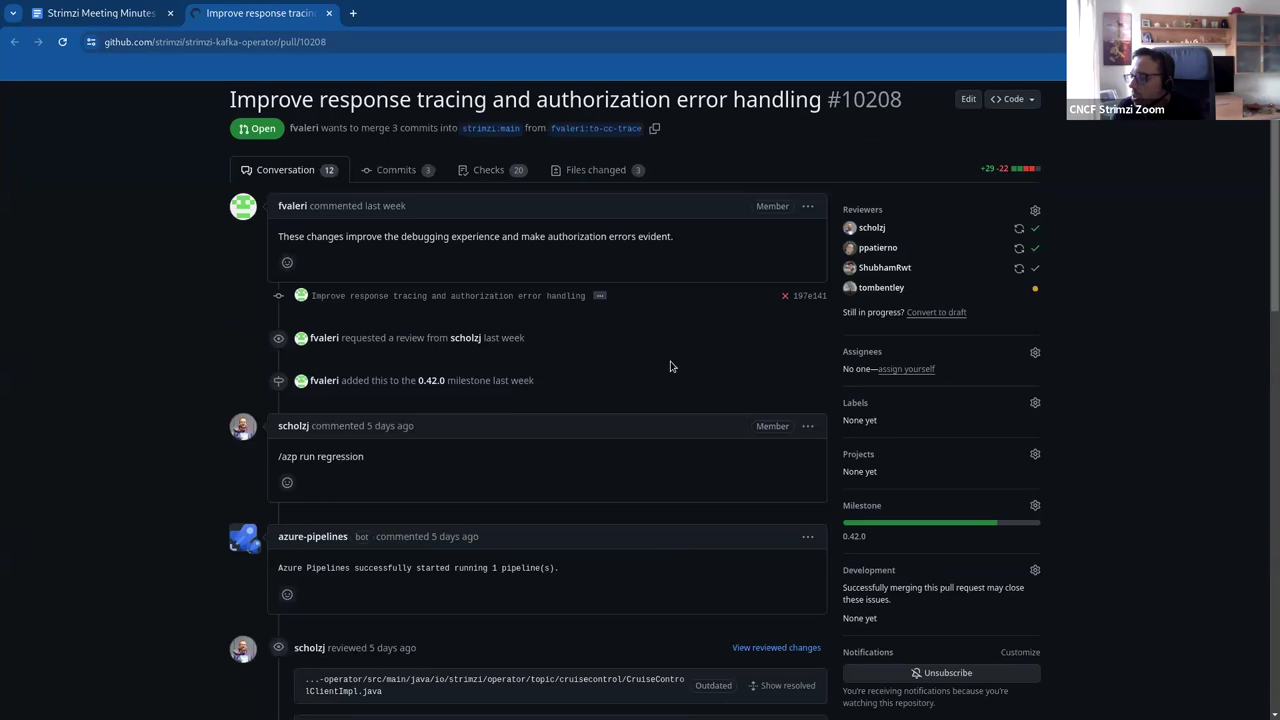 Strimzi Meeting Minutes
Improve response tracin
github.com/strimzi/strimzi-kafka-operator/pull/10208
CNCF Strimzi Zoom
Improve response tracing and authorization error handling #10208
Edit
Code
Open
fvaleri wants to merge 3 commits into strimzi:main from fvaleri:to-cc-trace
Conversation 12
Commits 3
Checks 20
Files changed 3
+29 -22
fvaleri commented last week
Member
These changes improve the debugging experience and make authorization errors evident.
Improve response tracing and authorization error handling
197e141
fvaleri requested a review from scholzj last week
fvaleri added this to the 0.42.0 milestone last week
scholzj commented 5 days ago
Member
/azp run regression
azure-pipelines bot commented 5 days ago
Azure Pipelines successfully started running 1 pipeline(s).
scholzj reviewed 5 days ago
View reviewed changes
...-operator/src/main/java/io/strimzi/operator/topic/cruisecontrol/CruiseContro
lClientImpl.java
Outdated
Show resolved
Reviewers
scholzj
ppatierno
ShubhamRwt
tombentley
Still in progress? Convert to draft
Assignees
No one—assign yourself
Labels
None yet
Projects
None yet
Milestone
0.42.0
Development
Successfully merging this pull request may close
these issues.
None yet
Notifications
Customize
Unsubscribe
You're receiving notifications because you're
watching this repository.